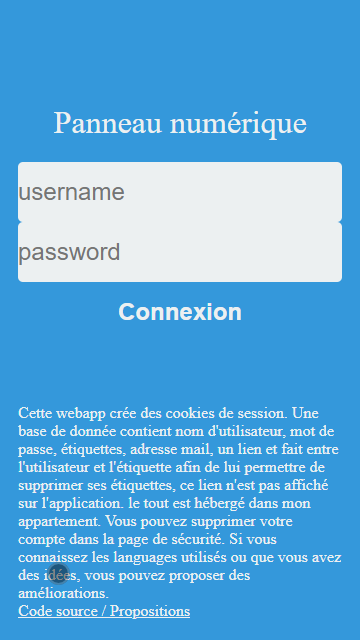 Panneau numérique
username
password
Connexion
Cette webapp crée des cookies de session. Une
base de donnée contient nom d'utilisateur, mot de
passe, étiquettes, adresse mail, un lien et fait entre
l'utilisateur et l'étiquette afin de lui permettre de
supprimer ses étiquettes, ce lien n'est pas affiché
sur l'application. le tout est hébergé dans mon
appartement. Vous pouvez supprimer votre
compte dans la page de sécurité. Si vous
connaissez les languages utilisés ou que vous avez
des idées, vous pouvez proposer des
améliorations.
Code source / Propositions